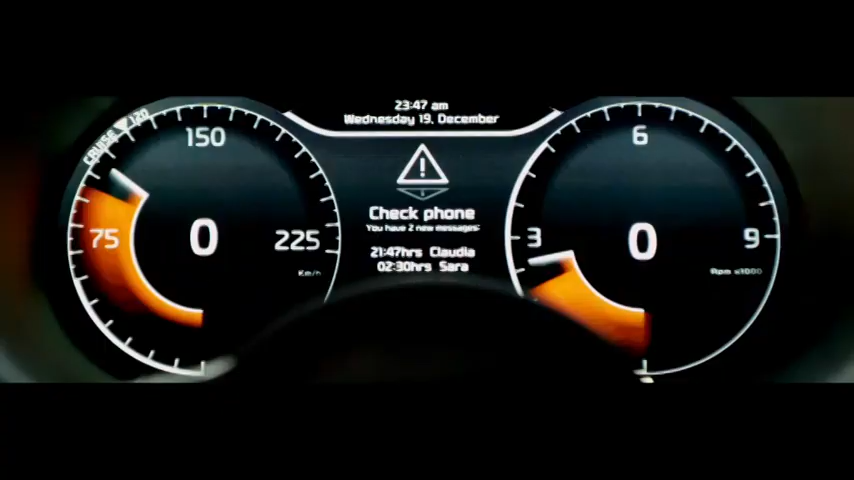 23:47 am
Wednesday 19, December
CRUISE 120
150
6
Check phone
You have 2 new messages:
75
0
225
3
0
9
Km/h
Rpm x1000
21:47hrs Claudia
02:30hrs Sara